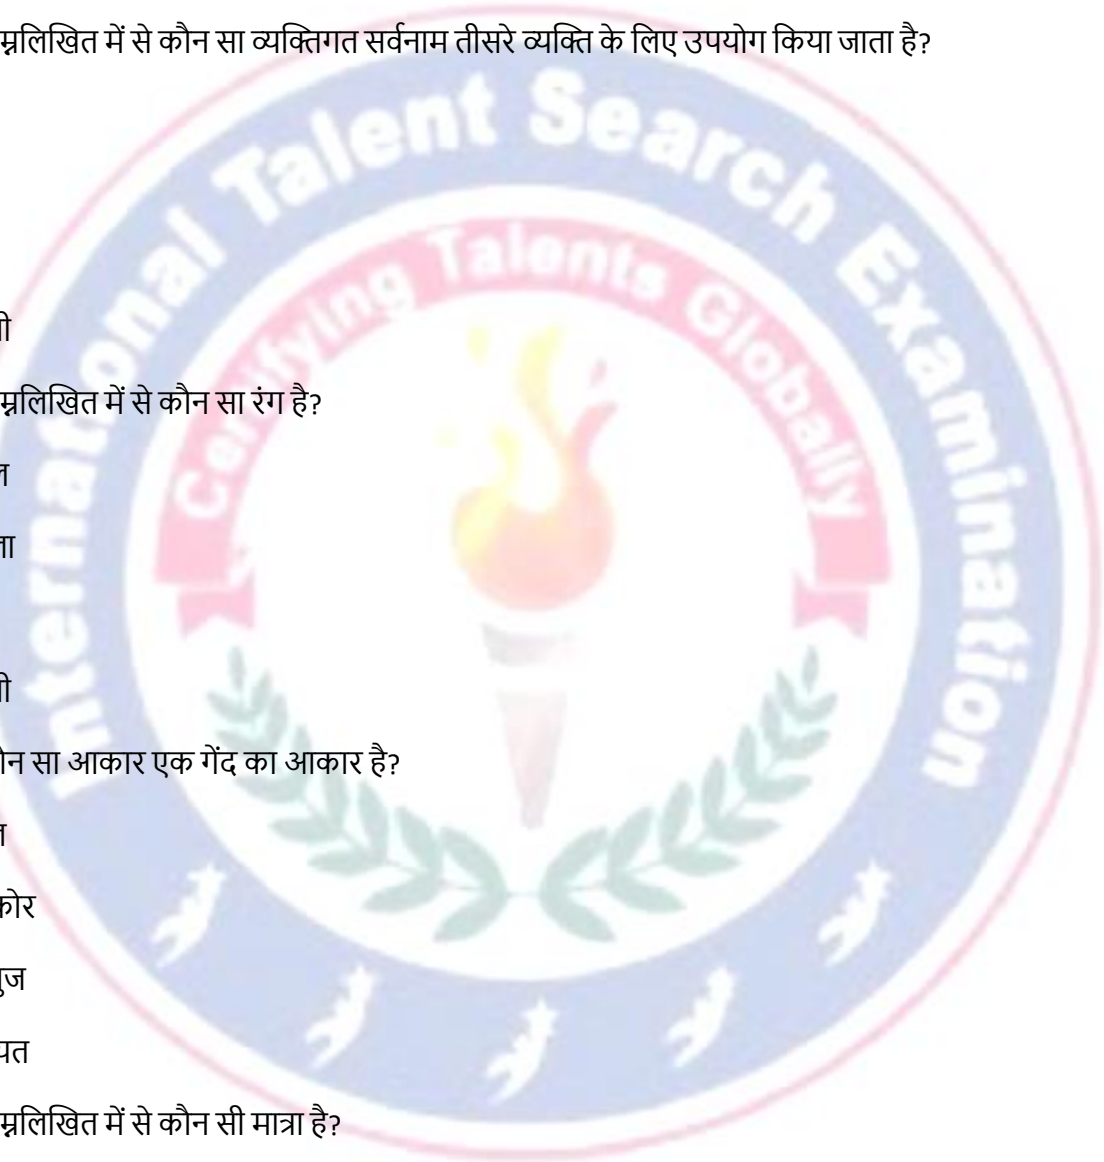 म्नलिखित में से कौन सा व्यक्तिगत सर्वनाम तीसरे व्यक्ति के लिए उपयोग किया जाता है?
म्नलिखित में से कौन सा रंग है?
न सा आकार एक गेंद का आकार है?
कोर
म्नलिखित में से कौन सी मात्रा है?
International Talent Search Examination
Certifying Talents Globally